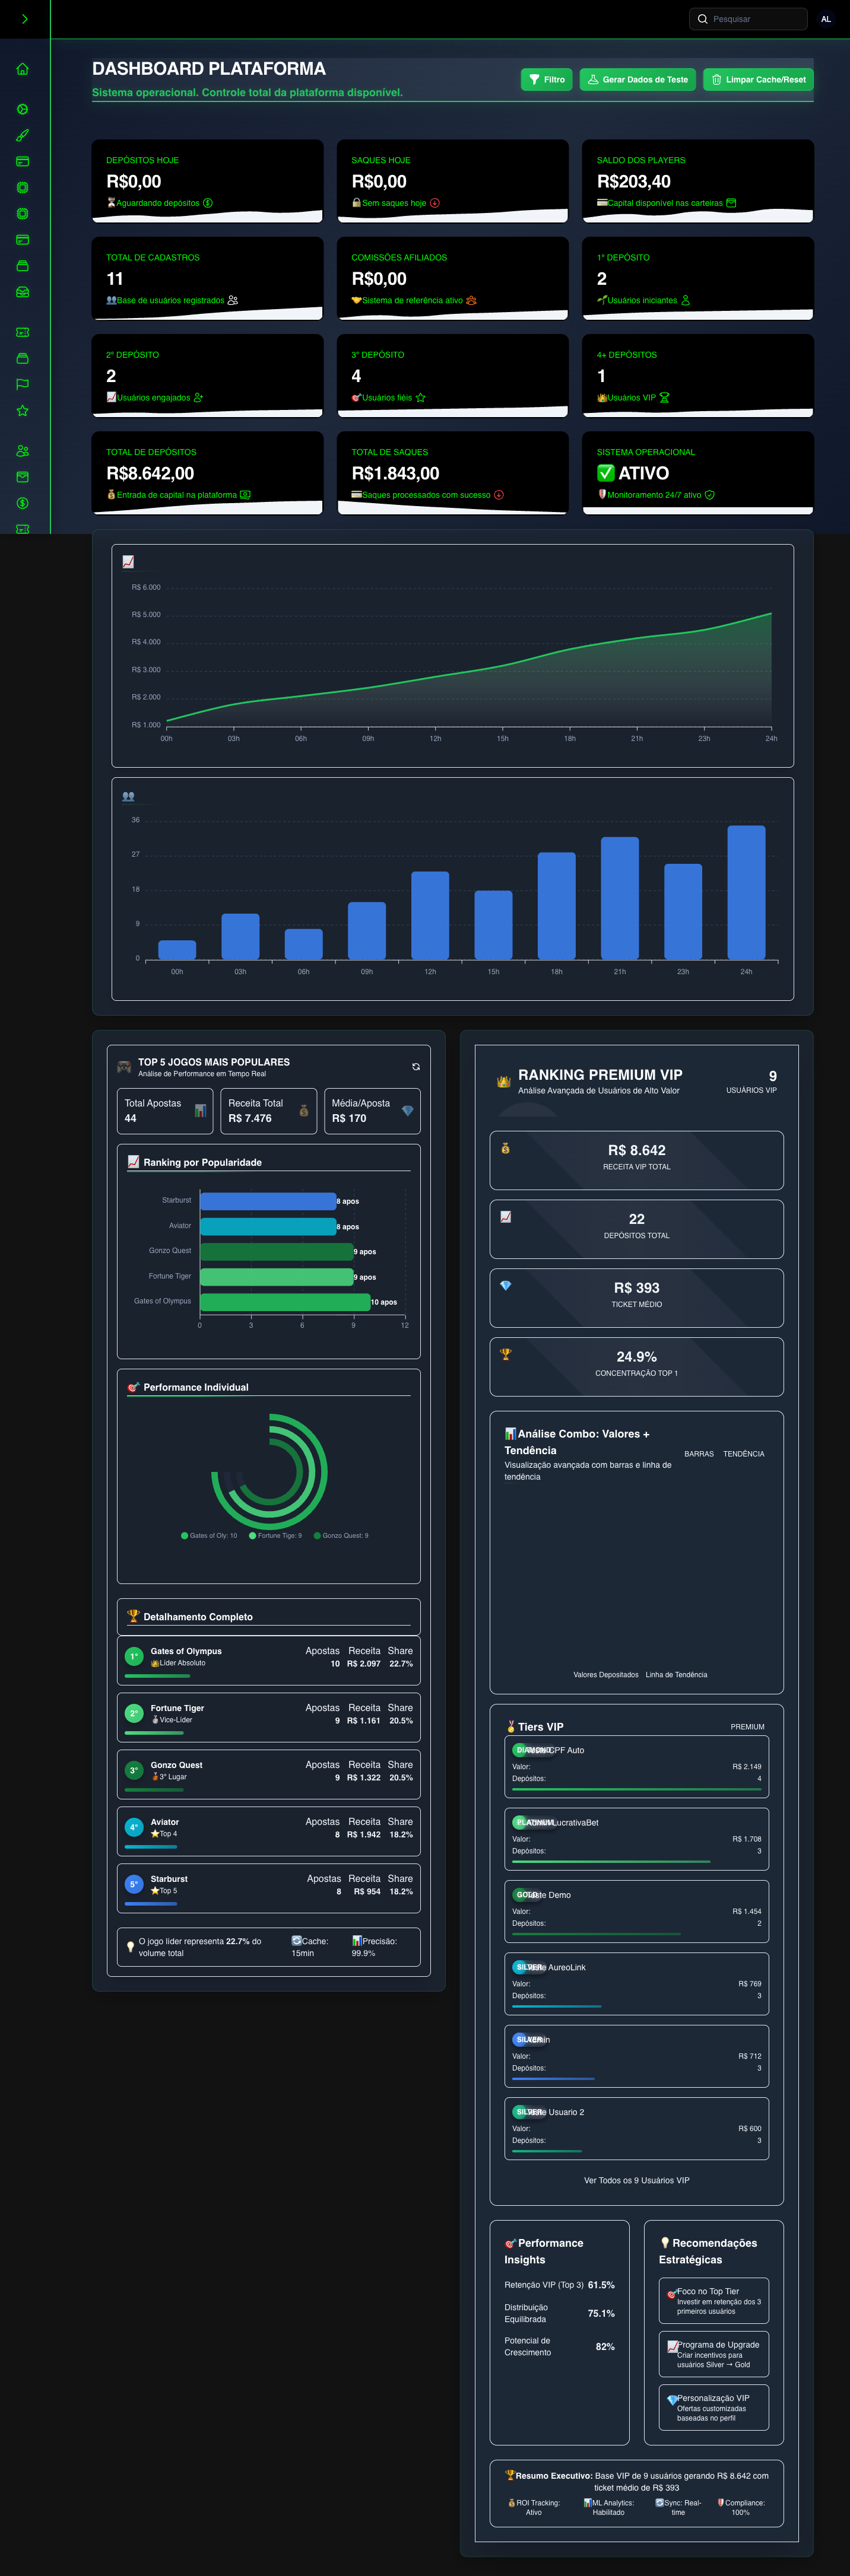 Pesquisar
AL
DASHBOARD PLATAFORMA
Sistema operacional. Controle total da plataforma disponível.
Filtro
Gerar Dados de Teste
Limpar Cache/Reset
DEPÓSITOS HOJE
R$0,00
Aguardando depósitos
SAQUES HOJE
R$0,00
Sem saques hoje
SALDO DOS PLAYERS
R$203,40
Capital disponível nas carteiras
TOTAL DE CADASTROS
11
Base de usuários registrados
COMISSÕES AFILIADOS
R$0,00
Sistema de referência ativo
1º DEPÓSITO
2
Usuários iniciantes
2º DEPÓSITO
2
Usuários engajados
3º DEPÓSITO
4
Usuários fiéis
4+ DEPÓSITOS
1
Usuários VIP
TOTAL DE DEPÓSITOS
R$8.642,00
Entrada de capital na plataforma
TOTAL DE SAQUES
R$1.843,00
Saques processados com sucesso
SISTEMA OPERACIONAL
✅ ATIVO
Monitoramento 24/7 ativo
R$ 6.000
R$ 5.000
R$ 4.000
R$ 3.000
R$ 2.000
R$ 1.000
00h 03h 06h 09h 12h 15h 18h 21h 23h 24h
36
27
18
9
0
00h 03h 06h 09h 12h 15h 18h 21h 23h 24h
TOP 5 JOGOS MAIS POPULARES
Análise de Performance em Tempo Real
Total Apostas
44
Receita Total
R$ 7.476
Média/Aposta
R$ 170
Ranking por Popularidade
Starburst 8 apos
Aviator 8 apos
Gonzo Quest 9 apos
Fortune Tiger 9 apos
Gates of Olympus 10 apos
0 3 6 9 12
Performance Individual
Gates of Oly: 10 Fortune Tige: 9 Gonzo Quest: 9
Detalhamento Completo
1º Gates of Olympus Apostas Receita Share
Líder Absoluto 10 R$ 2.097 22.7%
2º Fortune Tiger Apostas Receita Share
Vice-Líder 9 R$ 1.161 20.5%
3º Gonzo Quest Apostas Receita Share
3º Lugar 9 R$ 1.322 20.5%
4º Aviator Apostas Receita Share
Top 4 8 R$ 1.942 18.2%
5º Starburst Apostas Receita Share
Top 5 8 R$ 954 18.2%
O jogo líder representa 22.7% do
volume total
Cache:
15min
Precisão:
99.9%
RANKING PREMIUM VIP
Análise Avançada de Usuários de Alto Valor
9
USUÁRIOS VIP
R$ 8.642
RECEITA VIP TOTAL
22
DEPÓSITOS TOTAL
R$ 393
TICKET MÉDIO
24.9%
CONCENTRAÇÃO TOP 1
Análise Combo: Valores +
Tendência
Visualização avançada com barras e linha de
tendência
BARRAS TENDÊNCIA
Valores Depositados Linha de Tendência
Tiers VIP
PREMIUM
DIAMOND CPF Auto
Valor: R$ 2.149
Depósitos: 4
PLATINUM LucrativaBet
Valor: R$ 1.708
Depósitos: 3
GOLD Demo
Valor: R$ 1.454
Depósitos: 2
SILVER AureoLink
Valor: R$ 769
Depósitos: 3
SILVER
Valor: R$ 712
Depósitos: 3
SILVER Usuario 2
Valor: R$ 600
Depósitos: 3
Ver Todos os 9 Usuários VIP
Performance
Insights
Retenção VIP (Top 3) 61.5%
Distribuição
Equilibrada
75.1%
Potencial de
Crescimento
82%
Recomendações
Estratégicas
Foco no Top Tier
Investir em retenção dos 3
primeiros usuários
Programa de Upgrade
Criar incentivos para
usuários Silver → Gold
Personalização VIP
Ofertas customizadas
baseadas no perfil
Resumo Executivo: Base VIP de 9 usuários gerando R$ 8.642 com
ticket médio de R$ 393
ROI Tracking:
Ativo
ML Analytics:
Habilitado
Sync: Real-
time
Compliance:
100%